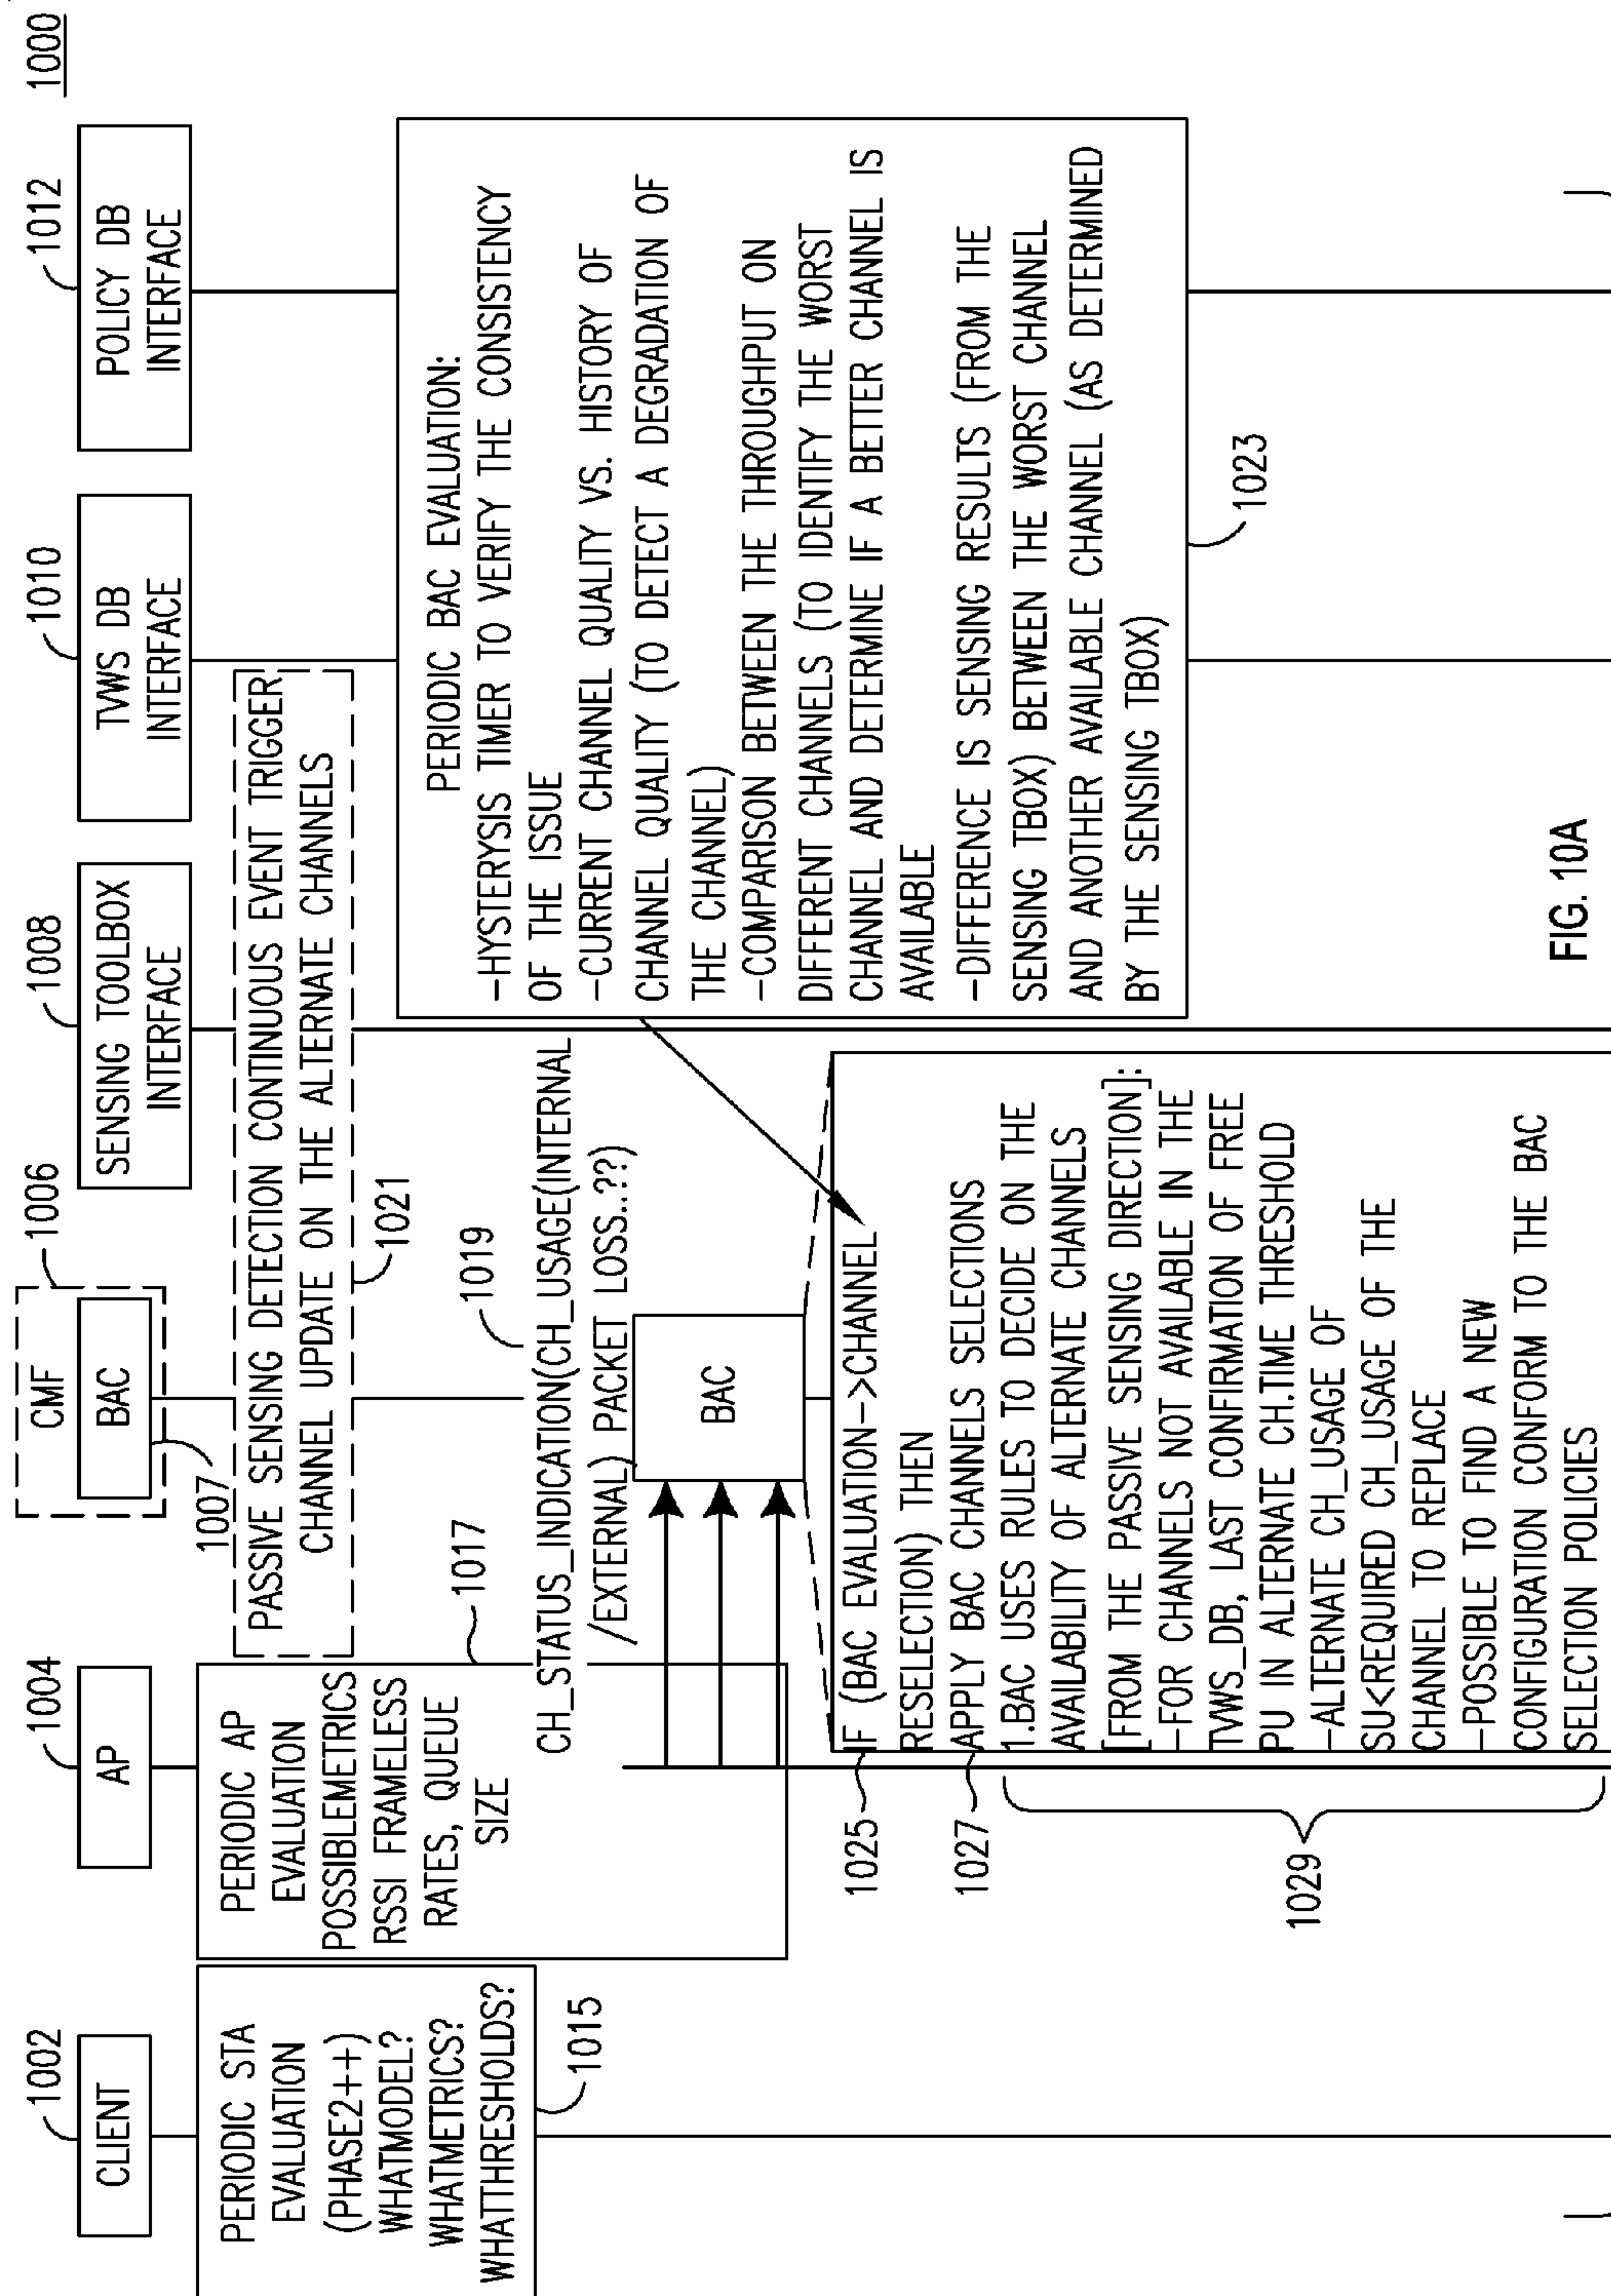 1000
1002
CLIENT
1004
AP
1006
CMF
BAC
1007
1008
SENSING TOOLBOX
INTERFACE
1010
TVWS DB
INTERFACE
1012
POLICY DB
INTERFACE
PERIODIC STA
EVALUATION
(PHASE2++)
WHATMODEL?
WHATMETRICS?
WHATTHRESHOLDS?
1015
PERIODIC AP
EVALUATION
POSSIBLEMETRICS
RSSI FRAMELESS
RATES, QUEUE
SIZE
1017
PASSIVE SENSING DETECTION CONTINUOUS EVENT TRIGGER
CHANNEL UPDATE ON THE ALTERNATE CHANNELS
1021
1019
CH_STATUS_INDICATION(CH_USAGE(INTERNAL
/EXTERNAL) PACKET LOSS..??)
BAC
PERIODIC BAC EVALUATION:
-HYSTERYSIS TIMER TO VERIFY THE CONSISTENCY
OF THE ISSUE
-CURRENT CHANNEL QUALITY VS. HISTORY OF
CHANNEL QUALITY (TO DETECT A DEGRADATION OF
THE CHANNEL)
-COMPARISON BETWEEN THE THROUGHPUT ON
DIFFERENT CHANNELS (TO IDENTIFY THE WORST
CHANNEL AND DETERMINE IF A BETTER CHANNEL IS
AVAILABLE
-DIFFERENCE IS SENSING RESULTS (FROM THE
SENSING TBOX) BETWEEN THE WORST CHANNEL
AND ANOTHER AVAILABLE CHANNEL (AS DETERMINED
BY THE SENSING TBOX)
1023
1025
IF (BAC EVALUATION->CHANNEL
RESELECTION) THEN
1027
APPLY BAC CHANNELS SELECTIONS
1.BAC USES RULES TO DECIDE ON THE
AVAILABILITY OF ALTERNATE CHANNELS
[FROM THE PASSIVE SENSING DIRECTION]:
-FOR CHANNELS NOT AVAILABLE IN THE
TVWS_DB, LAST CONFIRMATION OF FREE
PU IN ALTERNATE CH.TIME THRESHOLD
-ALTERNATE CH_USAGE OF
SU<REQUIRED CH_USAGE OF THE
CHANNEL TO REPLACE
-POSSIBLE TO FIND A NEW
CONFIGURATION CONFORM TO THE BAC
SELECTION POLICIES
1029
FIG. 10A